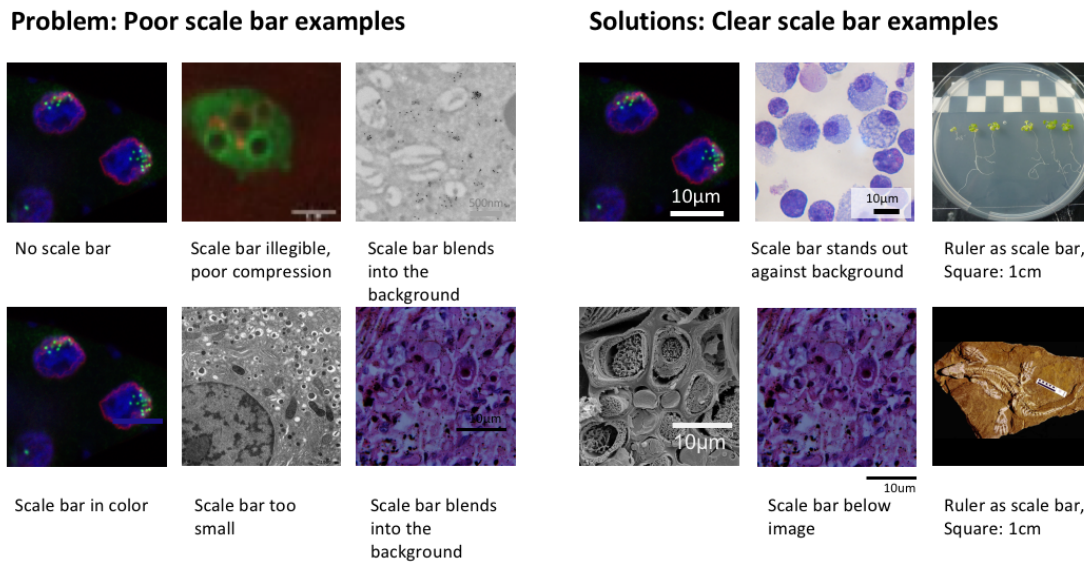 Problem: Poor scale bar examples
Solutions: Clear scale bar examples
500nm
10µm
10µm
No scale bar
Scale bar illegible,
poor compression
Scale bar blends
into the
background
Scale bar stands out
against background
Ruler as scale bar,
Square: 1cm
10µm
10µm
10um
Scale bar in color
Scale bar too
small
Scale bar blends
into the
background
Scale bar below
image
Ruler as scale bar,
Square: 1cm